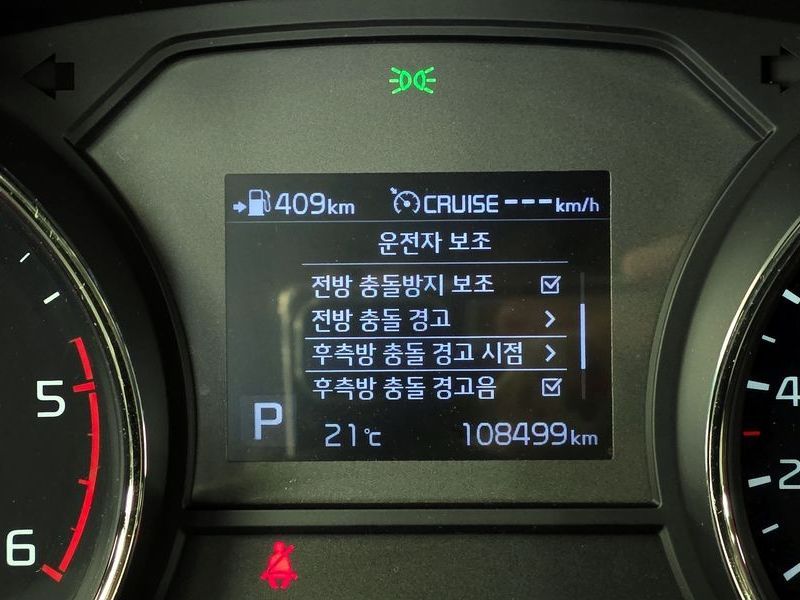 409km CRUISE---km/h
운전자 보조
전방 충돌방지 보조
전방 충돌 경고
후측방 충돌 경고 시점
후측방 충돌 경고음
P 21℃ 108499km
5
6
4
2